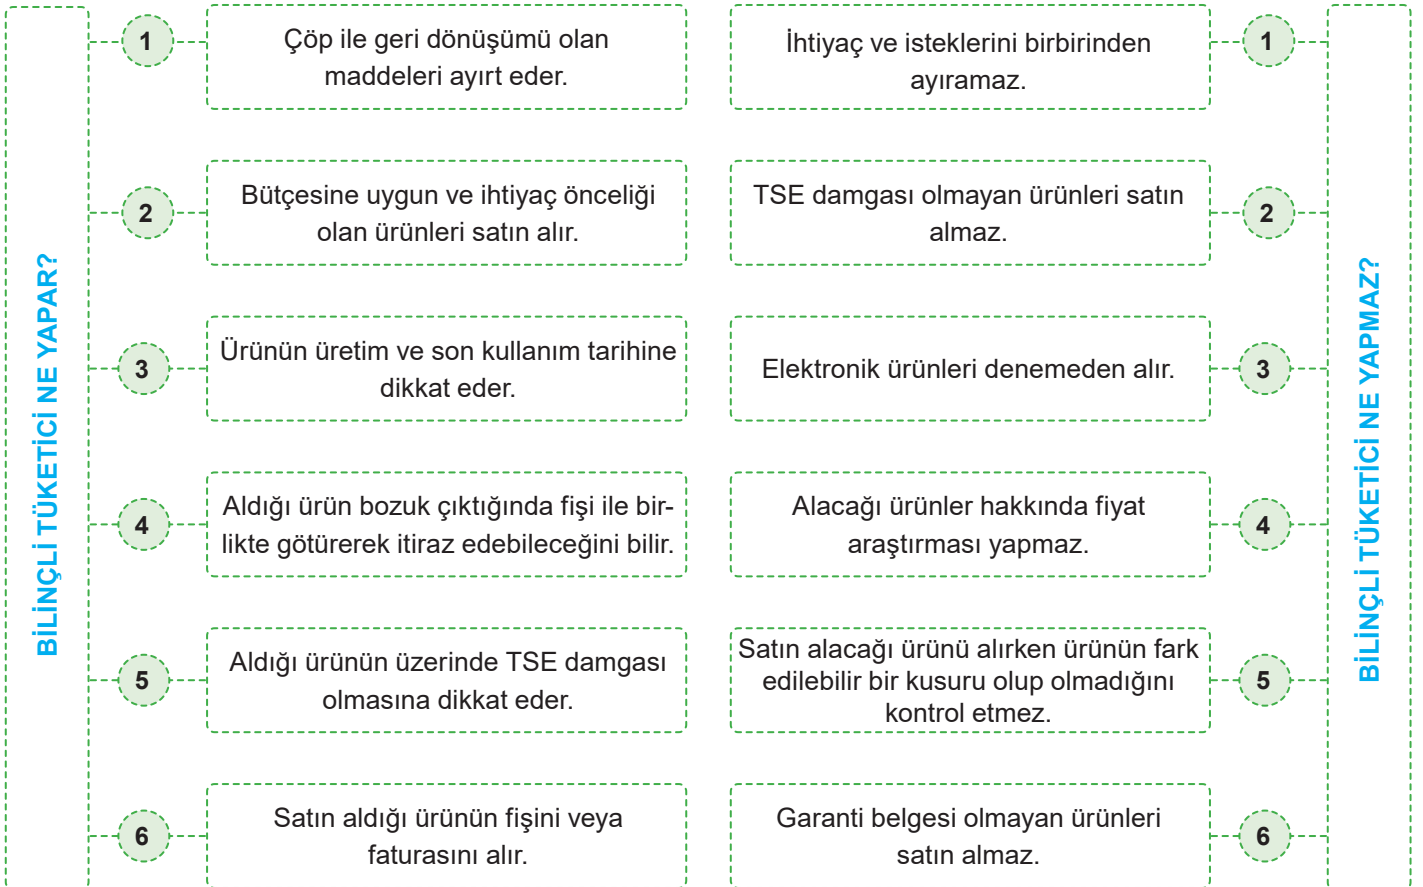 BİLİNÇLİ TÜKETİCİ NE YAPAR?
1
Çöp ile geri dönüşümü olan
maddeleri ayırt eder.
2
Bütçesine uygun ve ihtiyaç önceliği
olan ürünleri satın alır.
3
Ürünün üretim ve son kullanım tarihine
dikkat eder.
4
Aldığı ürün bozuk çıktığında fişi ile bir-
likte götürerek itiraz edebileceğini bilir.
5
Aldığı ürünün üzerinde TSE damgası
olmasına dikkat eder.
6
Satın aldığı ürünün fişini veya
faturasını alır.
BİLİNÇLİ TÜKETİCİ NE YAPMAZ?
1
İhtiyaç ve isteklerini birbirinden
ayıramaz.
2
TSE damgası olmayan ürünleri satın
almaz.
3
Elektronik ürünleri denemeden alır.
4
Alacağı ürünler hakkında fiyat
araştırması yapmaz.
5
Satın alacağı ürünü alırken ürünün fark
edilebilir bir kusuru olup olmadığını
kontrol etmez.
6
Garanti belgesi olmayan ürünleri
satın almaz.